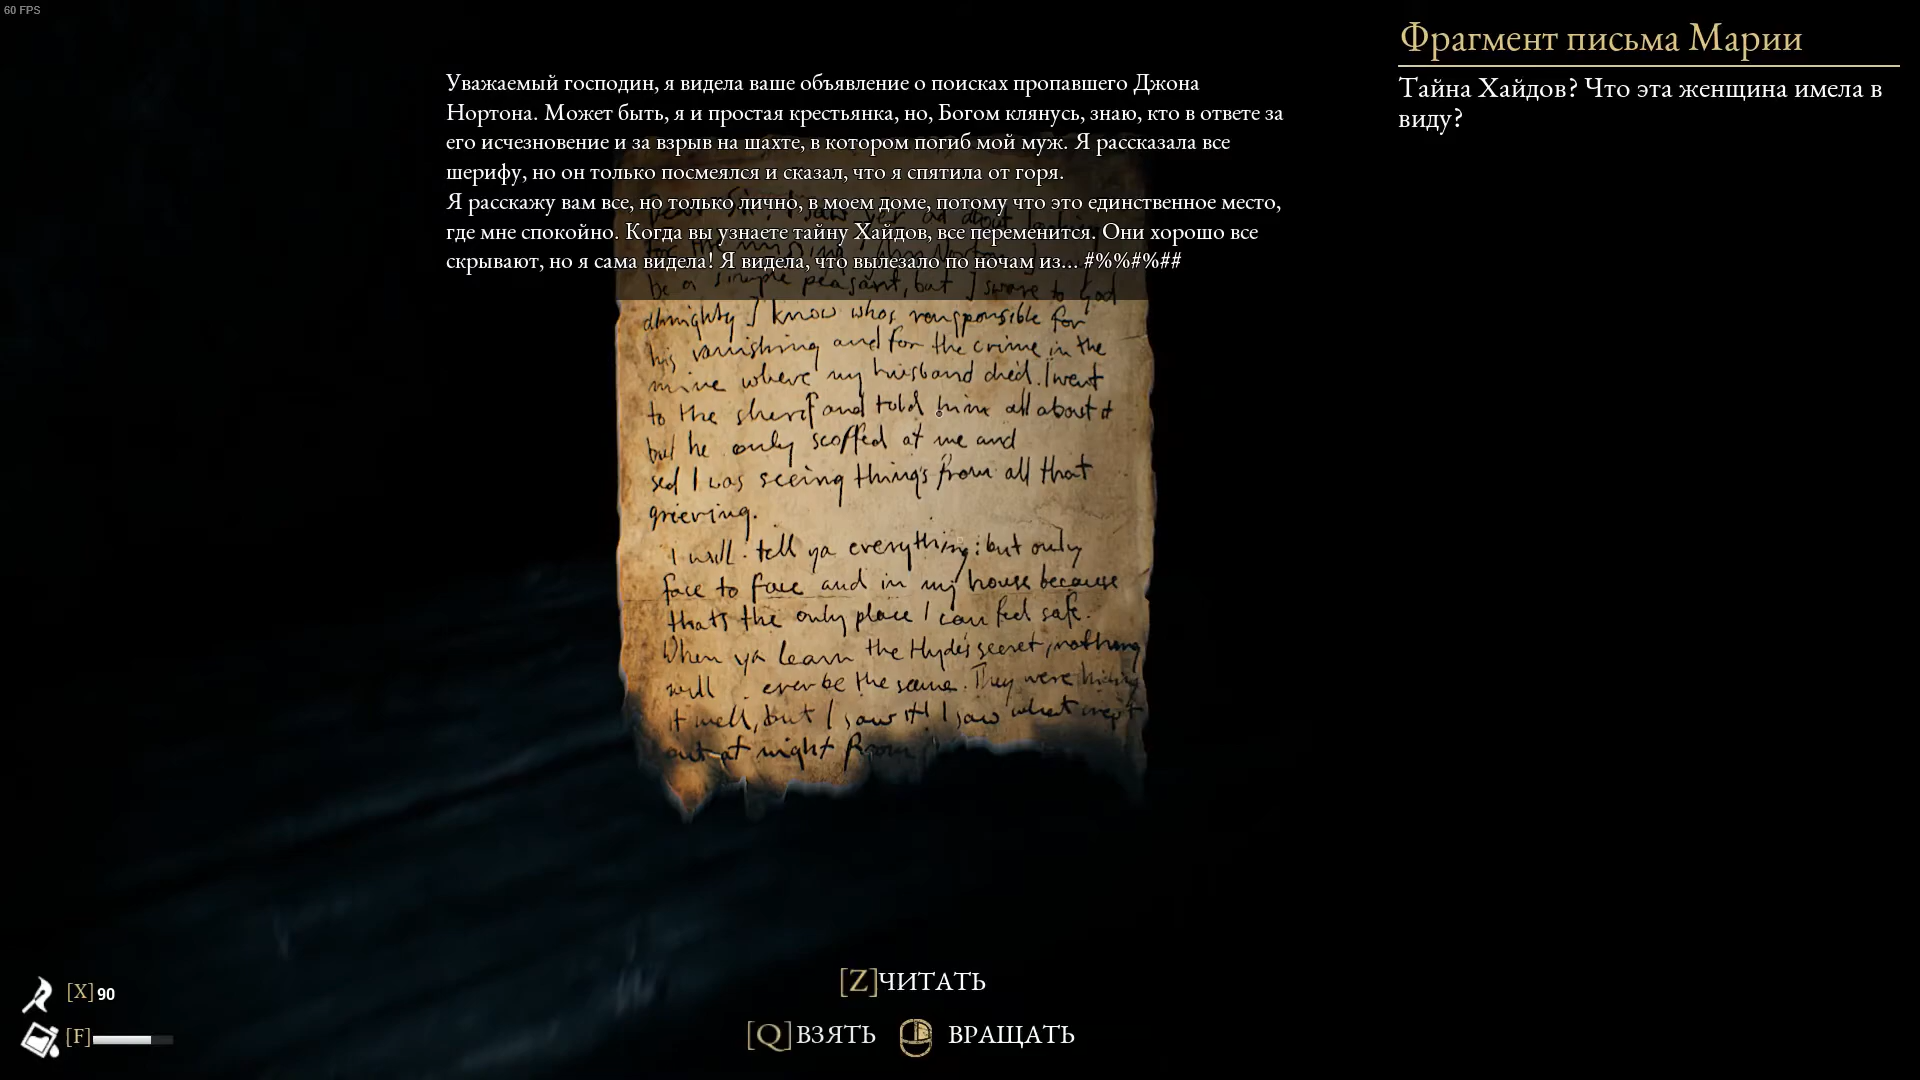 60 FPS
Фрагмент письма Марии
Тайна Хайдов? Что эта женщина имела в
виду?
Уважаемый господин, я видела ваше объявление о поисках пропавшего Джона
Нортона. Может быть, я и простая крестьянка, но, Богом клянусь, знаю, кто в ответе за
его исчезновение и за взрыв на шахте, в котором погиб мой муж. Я рассказала все
шерифу, но он только посмеялся и сказал, что я спятила от горя.
Я расскажу вам все, но только лично, в моем доме, потому что это единственное место,
где мне спокойно. Когда вы узнаете тайну Хайдов, все переменится. Они хорошо все
скрывают, но я сама видела! Я видела, что вылезало по ночам из... #%%#%##
Dear Sir, I saw yer ad about
be a simple peasant, but I swore to God
almighty I know whos
responsible for
his vanishing and for the crime in the
mine where my husband died. I went
to the sherif and told him all about it
but he only scoffed at me and
sed I was seeing things from all that
grieving.
I will tell ya everything: but only
face to face and in my house because
thats the only place I can feel safe.
When ya learn the Hydes secret, nothing
will ever be the same. They were hiding
it well, but I saw it! I saw what crept
out at night from
[Z] ЧИТАТЬ
[Q] ВЗЯТЬ ВРАЩАТЬ
[X] 90
[F]